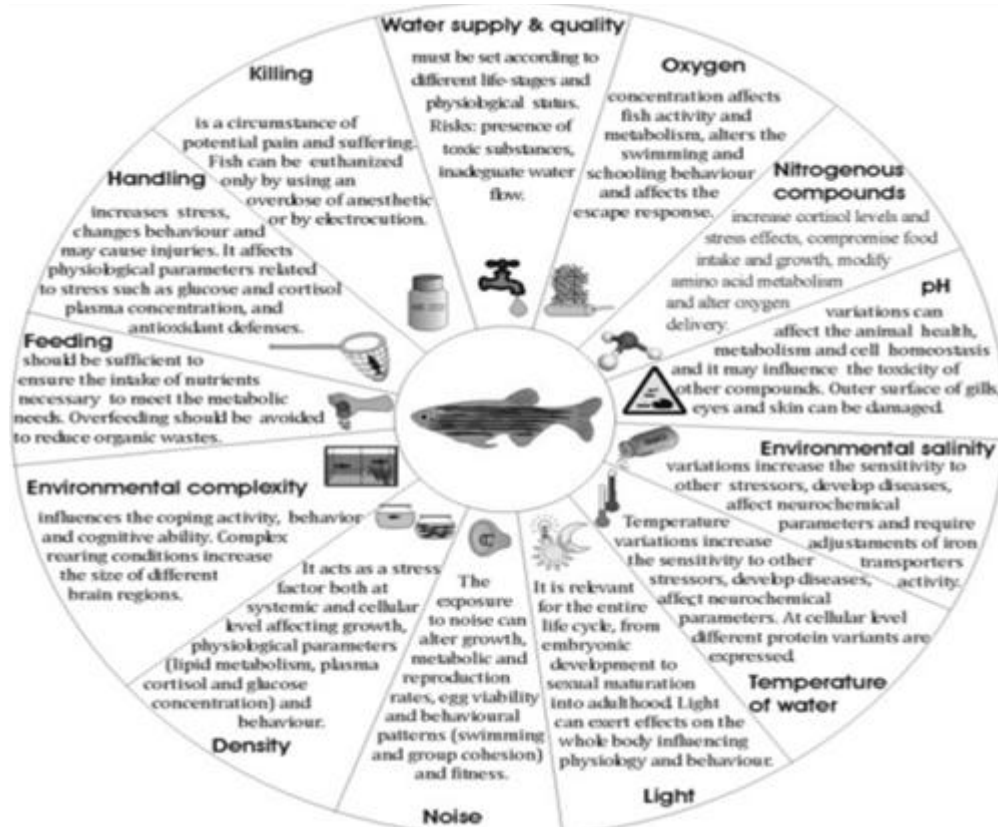 Water supply & quality
must be set according to
different life-stages and
physiological status.
Risks: presence of
toxic substances,
inadequate water
flow.
Oxygen
concentration affects
fish activity and
metabolism, alters the
swimming and
schooling behaviour
and affects the
escape response.
Nitrogenous
compounds
increase cortisol levels and
stress effects, compromise food
intake and growth, modify
amino acid metabolism
and alter oxygen
delivery.
pH
variations can
affect the animal health,
metabolism and cell homeostasis
and it may influence the toxicity of
other compounds. Outer surface of gills,
eyes and skin can be damaged.
Environmental salinity
variations increase the sensitivity to
other stressors, develop diseases,
affect neurochemical
parameters and require
adjustaments of iron
transporters
activity.
Temperature
variations increase
the sensitivity to other
stressors, develop diseases,
affect neurochemical
parameters. At cellular level
different protein variants are
expressed.
Temperature
of water
It is relevant
for the entire
life cycle, from
embryonic
development to
sexual maturation
into adulthood. Light
can exert effects on the
whole body influencing
physiology and behaviour.
Light
The
exposure
to noise can
alter growth,
metabolic and
reproduction
rates, egg viability
and behavioural
patterns (swimming
and group cohesion)
and fitness.
Noise
It acts as a stress
factor both at
systemic and cellular
level affecting growth,
physiological parameters
(lipid metabolism, plasma
cortisol and glucose
concentration) and
behaviour.
Density
Environmental complexity
influences the coping activity, behavior
and cognitive ability. Complex
rearing conditions increase
the size of different
brain regions.
Feeding
should be sufficient to
ensure the intake of nutrients
necessary to meet the metabolic
needs. Overfeeding should be avoided
to reduce organic wastes.
Handling
increases stress,
changes behaviour and
may cause injuries. It affects
physiological parameters related
to stress such as glucose and cortisol
plasma concentration, and
antioxidant defenses.
Killing
is a circumstance of
potential pain and suffering.
Fish can be euthanized
only by using an
overdose of anesthetic
or by electrocution.